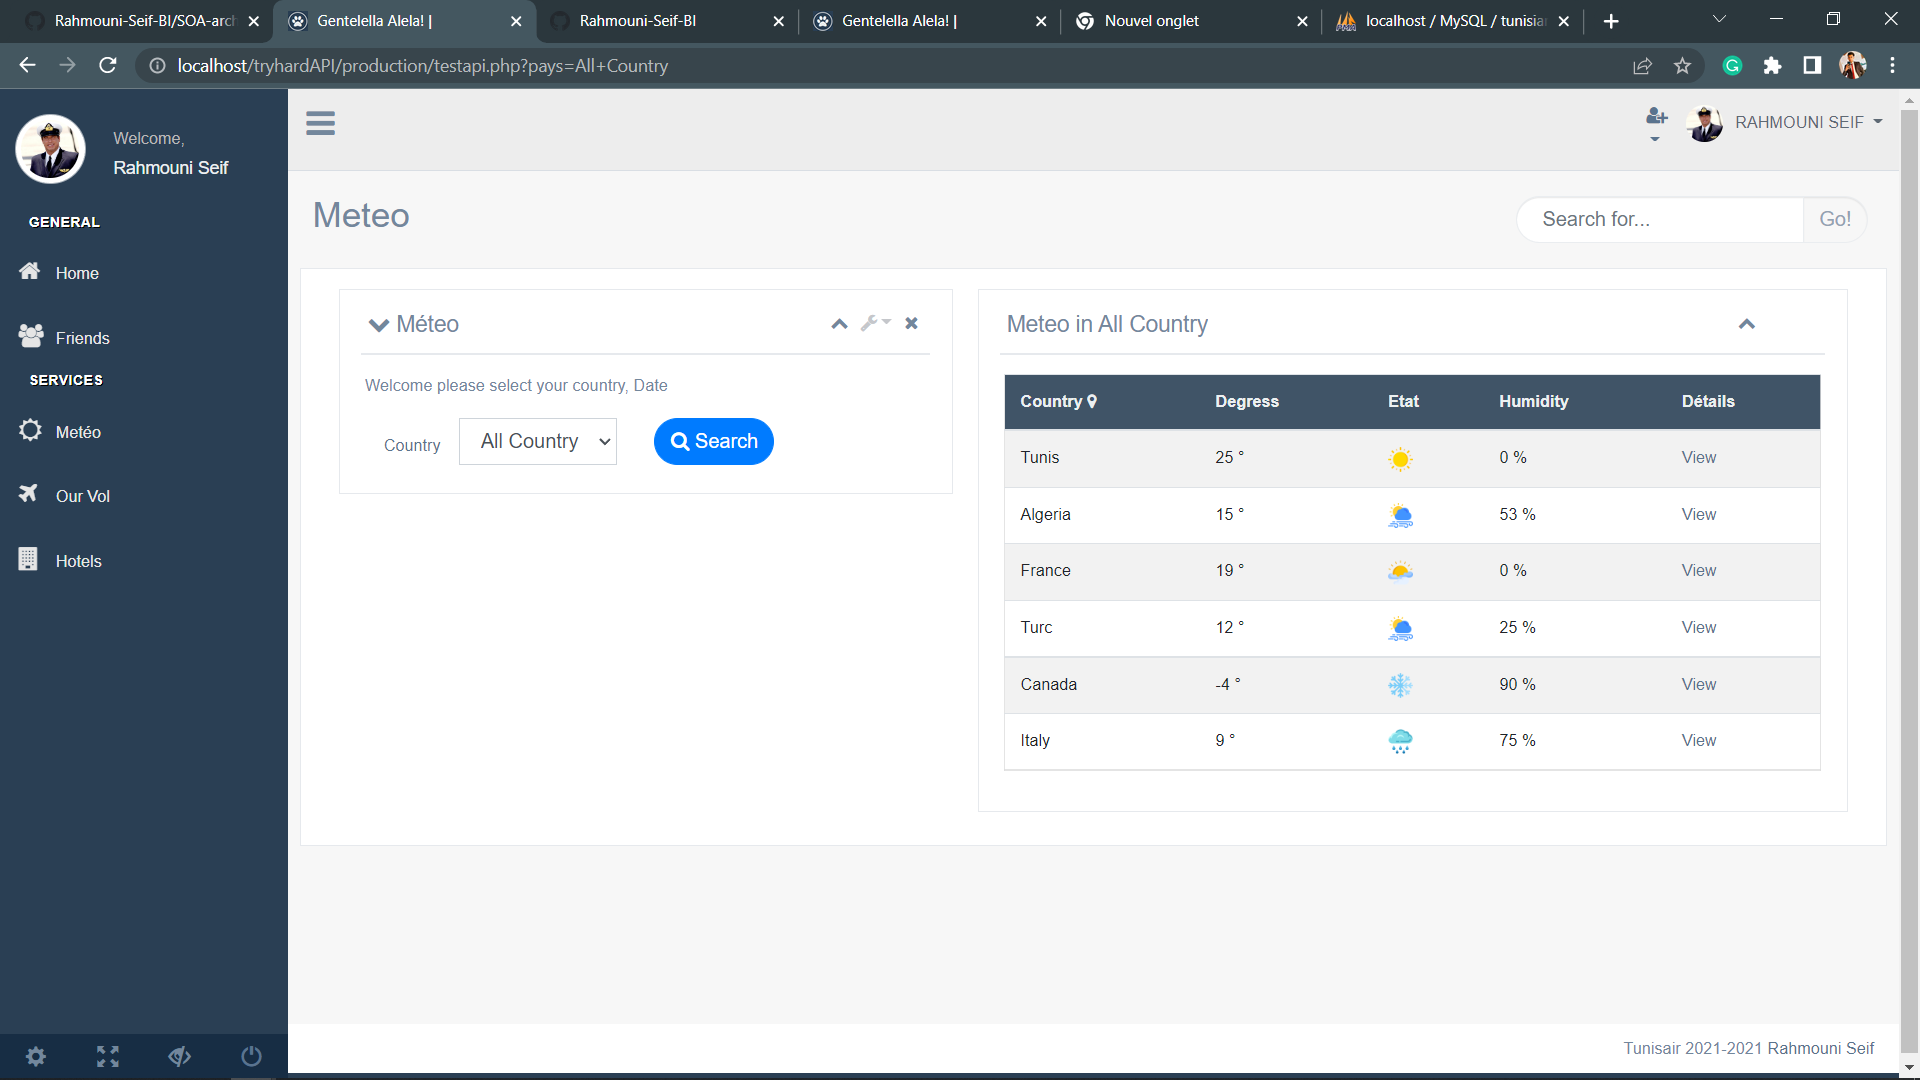 Rahmouni-Seif-BI/SOA-arch
Gentelella Alela! |
Rahmouni-Seif-BI
Gentelella Alela! |
Nouvel onglet
localhost / MySQL / tunisian
localhost/tryhardAPI/production/testapi.php?pays=All+Country
Welcome,
Rahmouni Seif
GENERAL
Home
Friends
SERVICES
Metéo
Our Vol
Hotels
RAHMOUNI SEIF
Meteo
Search for...
Go!
Méteo
Welcome please select your country, Date
Country
All Country
Search
Meteo in All Country
Country Degress Etat Humidity Détails
Tunis 25 ° 0 % View
Algeria 15 ° 53 % View
France 19 ° 0 % View
Turc 12 ° 25 % View
Canada -4 ° 90 % View
Italy 9 ° 75 % View
Tunisair 2021-2021 Rahmouni Seif